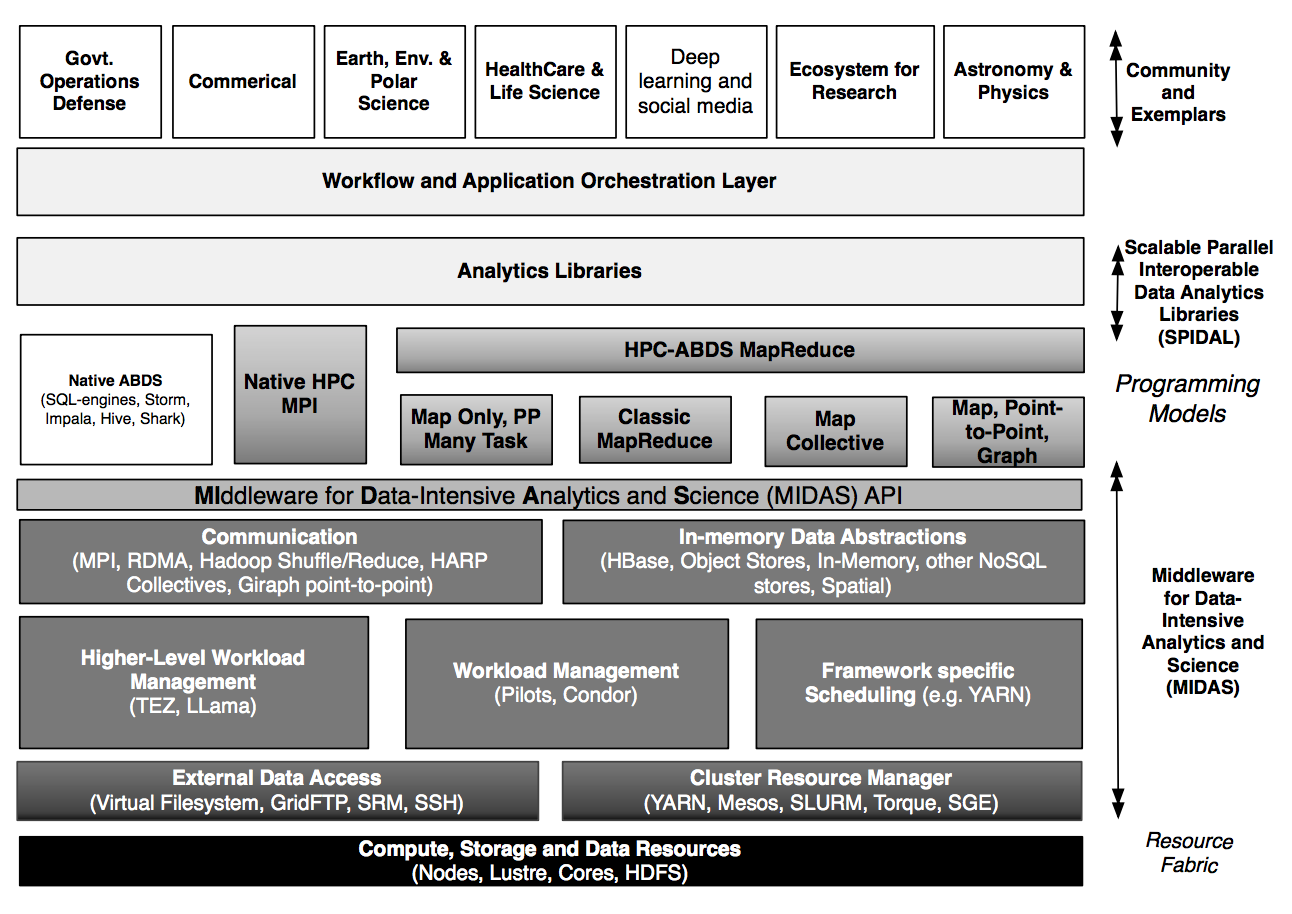 Govt.
Operations
Defense
Commerical
Earth, Env. &
Polar
Science
HealthCare &
Life Science
Deep
learning and
social media
Ecosystem for
Research
Astronomy &
Physics
Community
and
Exemplars
Workflow and Application Orchestration Layer
Analytics Libraries
Scalable Parallel
Interoperable
Data Analytics
Libraries
(SPIDAL)
Native ABDS
(SQL-engines, Storm,
Impala, Hive, Shark)
Native HPC
MPI
HPC-ABDS MapReduce
Map Only, PP
Many Task
Classic
MapReduce
Map
Collective
Map, Point-
to-Point,
Graph
Programming
Models
MIddleware for Data-Intensive Analytics and Science (MIDAS) API
Communication
(MPI, RDMA, Hadoop Shuffle/Reduce, HARP
Collectives, Giraph point-to-point)
In-memory Data Abstractions
(HBase, Object Stores, In-Memory, other NoSQL
stores, Spatial)
Higher-Level Workload
Management
(TEZ, LLama)
Workload Management
(Pilots, Condor)
Framework specific
Scheduling (e.g. YARN)
Middleware
for Data-
Intensive
Analytics and
Science
(MIDAS)
External Data Access
(Virtual Filesystem, GridFTP, SRM, SSH)
Cluster Resource Manager
(YARN, Mesos, SLURM, Torque, SGE)
Compute, Storage and Data Resources
(Nodes, Lustre, Cores, HDFS)
Resource
Fabric